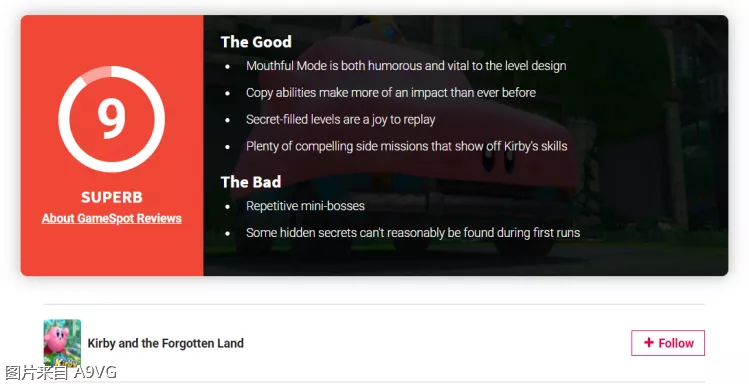 The Good
Mouthful Mode is both humorous and vital to the level design
Copy abilities make more of an impact than ever before
Secret-filled levels are a joy to replay
Plenty of compelling side missions that show off Kirby's skills
9
SUPERB
About GameSpot Reviews
The Bad
Repetitive mini-bosses
Some hidden secrets can't reasonably be found during first runs
Kirby and the Forgotten Land
+ Follow
图片来自 A9VG